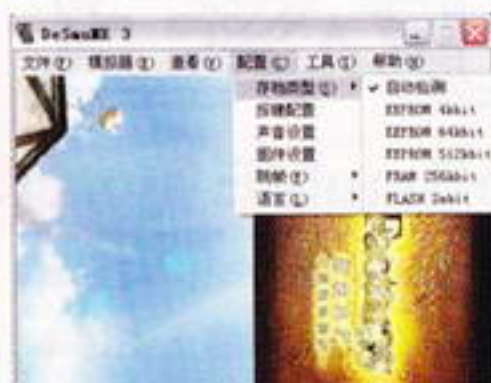 DeSmuME 3
文件(F) 模拟器(E) 查看(V) 配置(C) 工具(T) 帮助(H)
存档类型(S)
按键配置
声音设置
固件设置
跳帧(F)
语言(L)
自动检测
EEPROM 4kbit
EEPROM 64kbit
EEPROM 512kbit
FRAM 256kbit
FLASH 2mbit